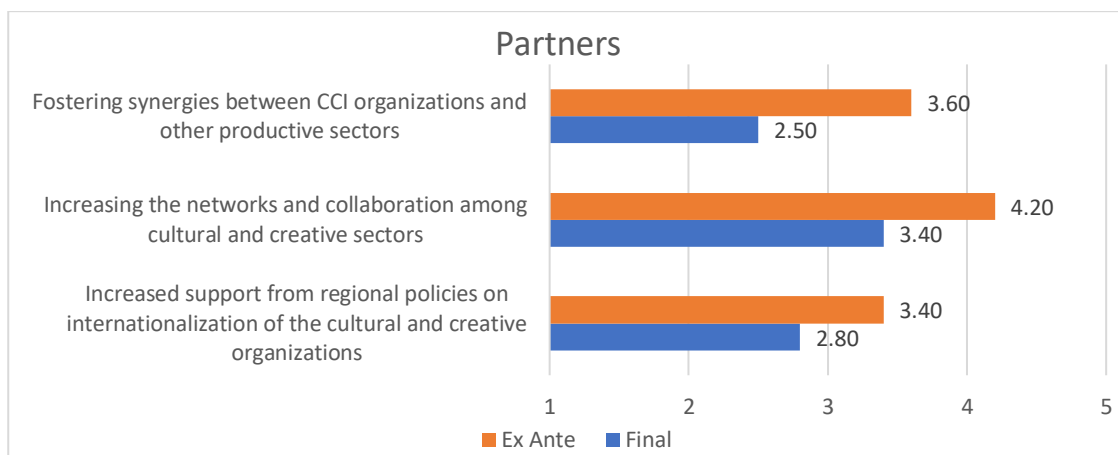 Partners
Fostering synergies between CCI organizations and
other productive sectors
3.60
2.50
Increasing the networks and collaboration among
cultural and creative sectors
4.20
3.40
Increased support from regional policies on
internationalization of the cultural and creative
organizations
3.40
2.80
1 2 3 4 5
Ex Ante Final